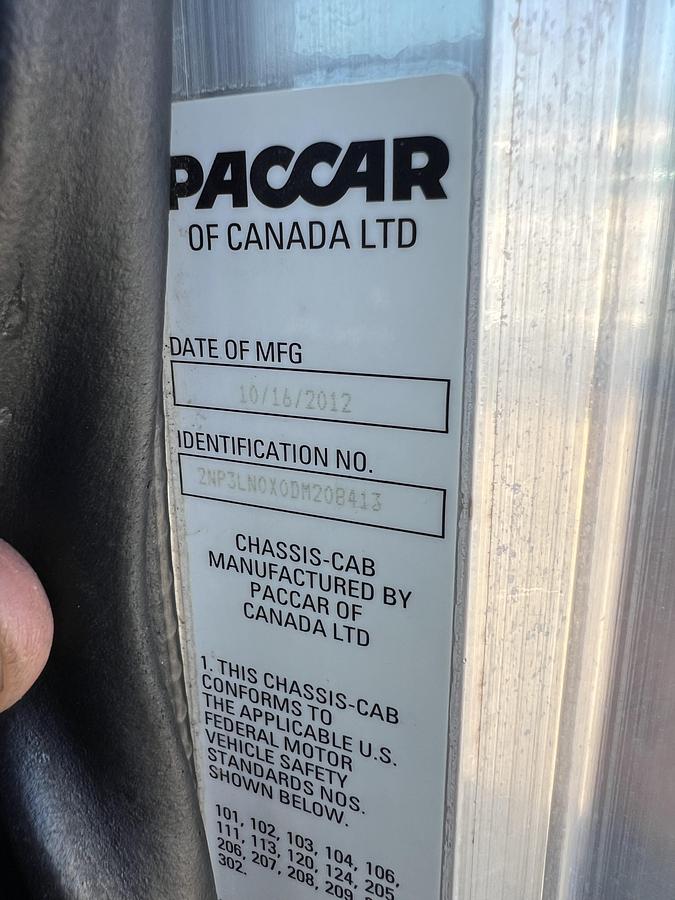 PACCAR
OF CANADA LTD
DATE OF MFG
10/16/2012
IDENTIFICATION NO.
2NP3LN0X0DM208413
CHASSIS-CAB
MANUFACTURED BY
PACCAR OF
CANADA LTD
1. THIS CHASSIS-CAB
CONFORMS TO
THE APPLICABLE U.S.
FEDERAL MOTOR
VEHICLE SAFETY
STANDARDS NOS.
SHOWN BELOW.
101, 102, 103, 104, 106,
111, 113, 120, 124, 205
206, 207, 208, 209
302.